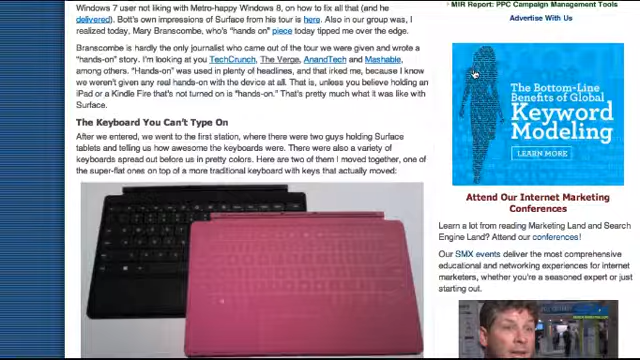 Windows 7 user not liking with Metro-happy Windows 8, on how to fix all that (and he
delivered). Bott's own impressions of Surface from his tour is here. Also in our group was, I
realized today, Mary Branscombe, who's "hands on" piece today tipped me over the edge.
Branscombe is hardly the only journalist who came out of the tour we were given and wrote a
"hands-on" story. I'm looking at you TechCrunch, The Verge, AnandTech and Mashable,
among others. "Hands-on" was used in plenty of headlines, and that irked me, because I know
we weren't given any real hands-on with the device at all. That is, unless you believe holding an
iPad or a Kindle Fire that's not turned on is "hands-on." That's pretty much what it was like with
Surface.
The Keyboard You Can't Type On
After we entered, we went to the first station, where there were two guys holding Surface
tablets and telling us how awesome the keyboards were. There were also a variety of
keyboards spread out before us in pretty colors. Here are two of them I moved together, one of
the super-flat ones on top of a more traditional keyboard with keys that actually moved:
MIR Report: PPC Campaign Management Tools
Advertise With Us
The Bottom-Line
Benefits of Global
Keyword
Modeling
LEARN MORE
Attend Our Internet Marketing
Conferences
Learn a lot from reading Marketing Land and Search
Engine Land? Attend our conferences!
Our SMX events deliver the most comprehensive
educational and networking experiences for internet
marketers, whether you're a seasoned expert or just
starting out.